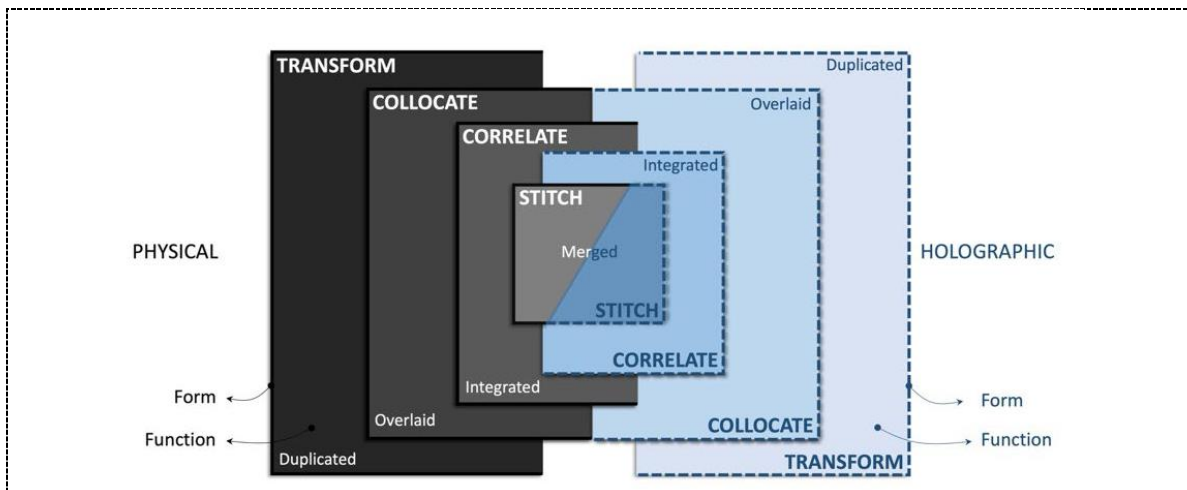 TRANSFORM
Duplicated
COLLOCATE
Overlaid
CORRELATE
Integrated
STITCH
PHYSICAL
Merged
HOLOGRAPHIC
STITCH
CORRELATE
Integrated
Form
Form
Overlaid
COLLOCATE
Function
Function
Duplicated
TRANSFORM